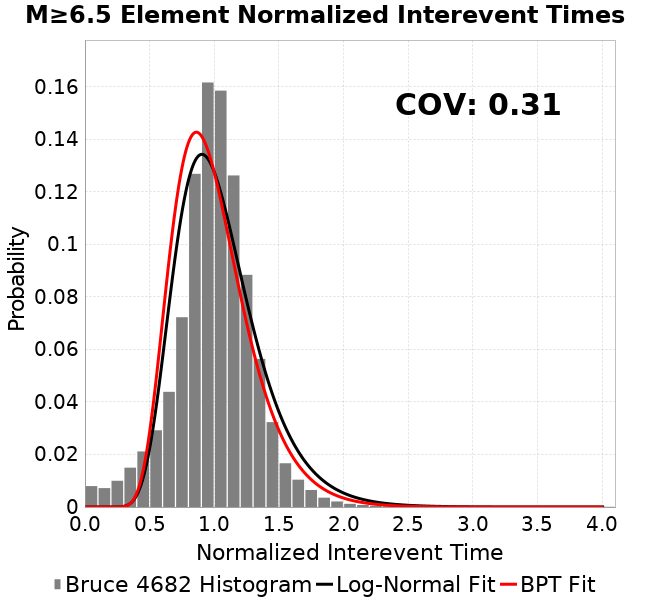 M≥6.5 Element Normalized Interevent Times
COV: 0.31
Probability
0.16
0.14
0.12
0.1
0.08
0.06
0.04
0.02
0
0.0 0.5 1.0 1.5 2.0 2.5 3.0 3.5 4.0
Normalized Interevent Time
Bruce 4682 Histogram Log-Normal Fit BPT Fit